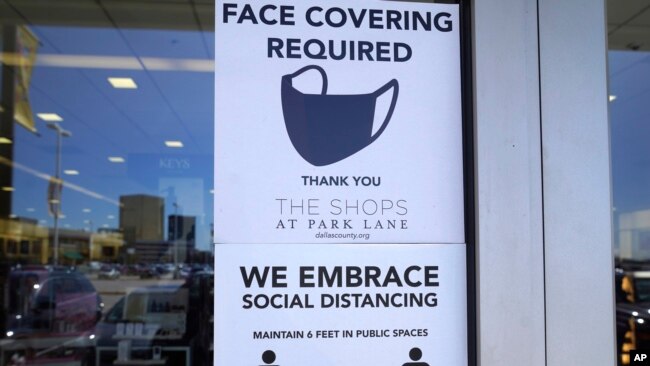 FACE COVERING
REQUIRED
THANK YOU
THE SHOPS
AT PARK LANE
dallascounty.org
WE EMBRACE
SOCIAL DISTANCING
MAINTAIN 6 FEET IN PUBLIC SPACES
KEYS
AP